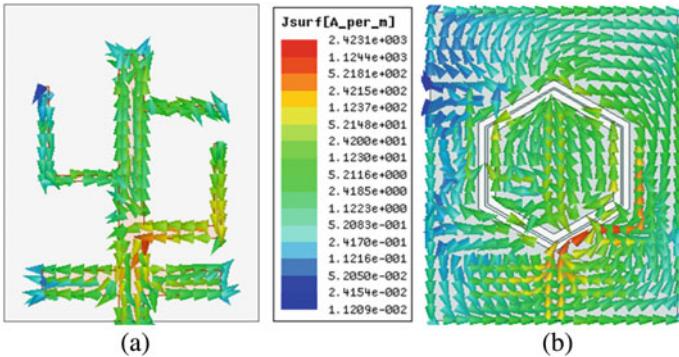 Jsurf[A_per_m]
2.4231e+003
1.1244e+003
5.2181e+002
2.4215e+002
1.1237e+002
5.2148e+001
2.4200e+001
1.1230e+001
5.2116e+000
2.4185e+000
1.1223e+000
5.2083e-001
2.4170e-001
1.1216e-001
5.2050e-002
2.4154e-002
1.1209e-002
(a)
(b)